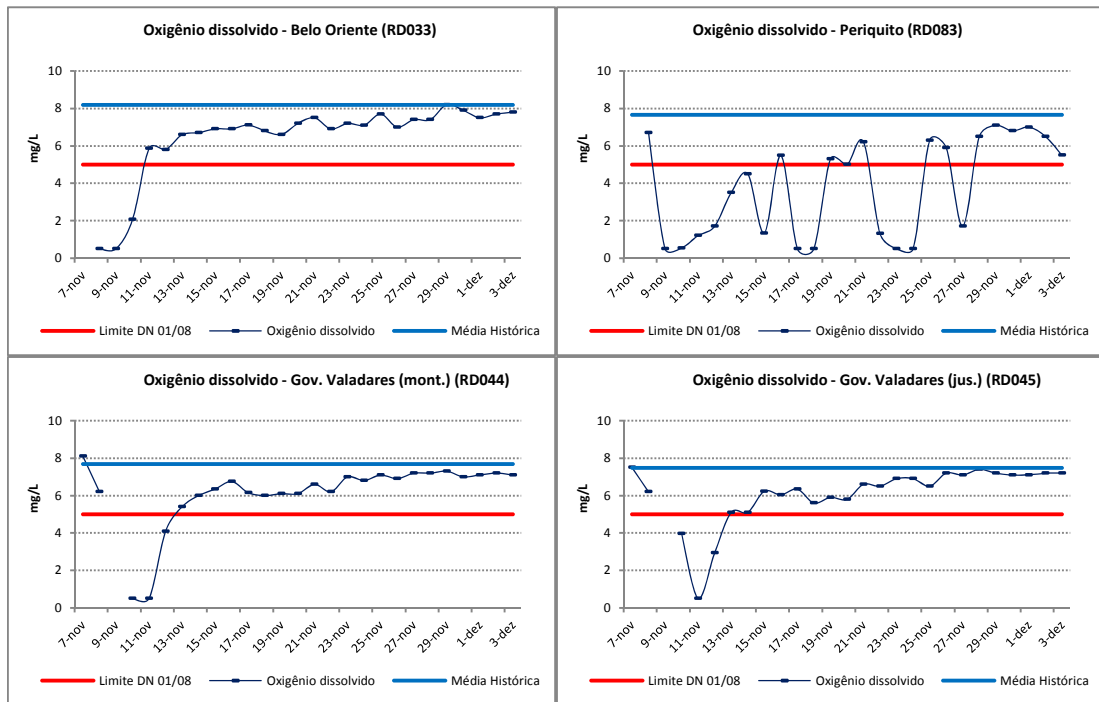 Oxigênio dissolvido - Belo Oriente (RD033)
mg/L
10
8
6
4
2
0
7-nov
9-nov
11-nov
13-nov
15-nov
17-nov
19-nov
21-nov
23-nov
25-nov
27-nov
29-nov
1-dez
3-dez
Limite DN 01/08 Oxigênio dissolvido Média Histórica
Oxigênio dissolvido - Periquito (RD083)
mg/L
10
8
6
4
2
0
7-nov
9-nov
11-nov
13-nov
15-nov
17-nov
19-nov
21-nov
23-nov
25-nov
27-nov
29-nov
1-dez
3-dez
Limite DN 01/08 Oxigênio dissolvido Média Histórica
Oxigênio dissolvido - Gov. Valadares (mont.) (RD044)
mg/L
10
8
6
4
2
0
7-nov
9-nov
11-nov
13-nov
15-nov
17-nov
19-nov
21-nov
23-nov
25-nov
27-nov
29-nov
1-dez
3-dez
Limite DN 01/08 Oxigênio dissolvido Média Histórica
Oxigênio dissolvido - Gov. Valadares (jus.) (RD045)
mg/L
10
8
6
4
2
0
7-nov
9-nov
11-nov
13-nov
15-nov
17-nov
19-nov
21-nov
23-nov
25-nov
27-nov
29-nov
1-dez
3-dez
Limite DN 01/08 Oxigênio dissolvido Média Histórica